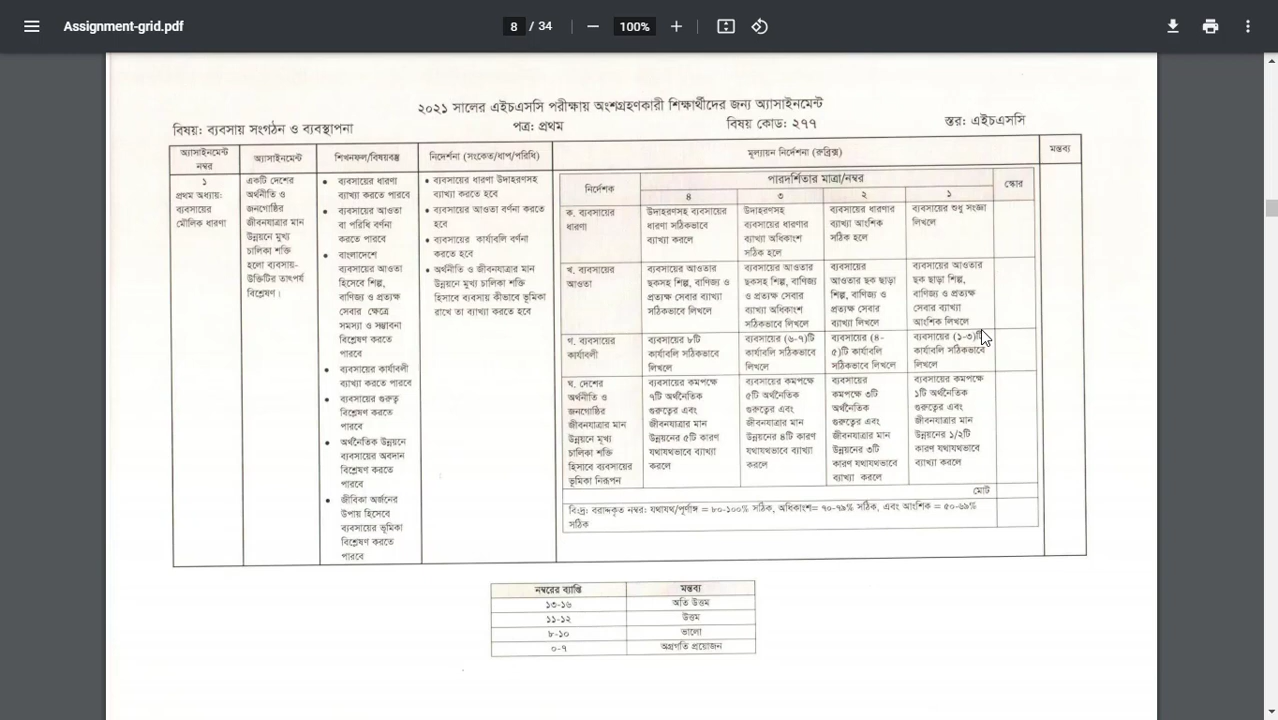 Assignment-grid.pdf
8 / 34
100%
২০২১ সালের এইচএসসি পরীক্ষায় অংশগ্রহণকারী শিক্ষার্থীদের জন্য অ্যাসাইনমেন্ট
বিষয়: ব্যবসায় সংগঠন ও ব্যবস্থাপনা
পত্র: প্রথম
বিষয় কোড: ২৭৭
স্তর: এইচএসসি
অ্যাসাইনমেন্ট
নম্বর
অ্যাসাইনমেন্ট
শিখনফল/বিষয়বস্তু
নির্দেশনা (সংকেত/ধাপ/পরিধি)
মূল্যায়ন নির্দেশনা (রুব্রিক্স)
মন্তব্য
১
প্রথম অধ্যায়:
ব্যবসায়ের
মৌলিক ধারণা
একটি দেশের
অর্থনীতি ও
জনগোষ্ঠির
জীবনযাত্রার মান
উন্নয়নে মুখ্য
চালিকা শক্তি
হলো ব্যবসায়-
উক্তিটির তাৎপর্য
বিশ্লেষণ।
• ব্যবসায়ের ধারণা
ব্যাখ্যা করতে পারবে
• ব্যবসায়ের আওতা
বা পরিধি বর্ণনা
করতে পারবে
• বাংলাদেশে
ব্যবসায়ের আওতা
হিসেবে শিল্প,
বাণিজ্য ও প্রত্যক্ষ
সেবার ক্ষেত্রে
সমস্যা ও সম্ভাবনা
বিশ্লেষণ করতে
পারবে
• ব্যবসায়ের কার্যাবলী
ব্যাখ্যা করতে পারবে
• ব্যবসায়ের গুরুত্ব
বিশ্লেষণ করতে
পারবে
• অর্থনৈতিক উন্নয়নে
ব্যবসায়ের অবদান
বিশ্লেষণ করতে
পারবে
• জীবিকা অর্জনের
উপায় হিসেবে
ব্যবসায়ের ভূমিকা
বিশ্লেষণ করতে
পারবে
• ব্যবসায়ের ধারণা উদাহরণসহ
ব্যাখ্যা করতে হবে
• ব্যবসায়ের আওতা বর্ণনা করতে
হবে
• ব্যবসায়ের কার্যাবলি বর্ণনা
করতে হবে
• অর্থনীতি ও জীবনযাত্রার মান
উন্নয়নে মুখ্য চালিকা শক্তি
হিসাবে ব্যবসায় কীভাবে ভূমিকা
রাখে তা ব্যাখ্যা করতে হবে
নির্দেশক
পারদর্শিতার মাত্রা/নম্বর
স্কোর
৪
৩
২
১
ক. ব্যবসায়ের
ধারণা
উদাহরণসহ ব্যবসায়ের
ধারণা সঠিকভাবে
ব্যাখ্যা করলে
উদাহরণসহ
ব্যবসায়ের ধারণার
ব্যাখ্যা অধিকাংশ
সঠিক হলে
ব্যবসায়ের ধারণার
ব্যাখ্যা আংশিক
সঠিক হলে
ব্যবসায়ের শুধু সংজ্ঞা
লিখলে
খ. ব্যবসায়ের
আওতা
ব্যবসায়ের আওতার
ছকসহ শিল্প, বাণিজ্য ও
প্রত্যক্ষ সেবার ব্যাখ্যা
সঠিকভাবে লিখলে
ব্যবসায়ের আওতার
ছকসহ শিল্প, বাণিজ্য
ও প্রত্যক্ষ সেবার
ব্যাখ্যা অধিকাংশ
সঠিকভাবে লিখলে
ব্যবসায়ের
আওতার ছক ছাড়া
শিল্প, বাণিজ্য ও
প্রত্যক্ষ সেবার
ব্যাখ্যা লিখলে
ব্যবসায়ের আওতার
ছক ছাড়া শিল্প,
বাণিজ্য ও প্রত্যক্ষ
সেবার ব্যাখ্যা
আংশিক লিখলে
গ. ব্যবসায়ের
কার্যাবলী
ব্যবসায়ের ৮টি
কার্যাবলি সঠিকভাবে
লিখলে
ব্যবসায়ের (৬-৭)টি
কার্যাবলি সঠিকভাবে
লিখলে
ব্যবসায়ের (৪-
৫)টি কার্যাবলি
সঠিকভাবে লিখলে
ব্যবসায়ের (১-৩)টি
কার্যাবলি সঠিকভাবে
লিখলে
ঘ. দেশের
অর্থনীতি ও
জনগোষ্ঠির
জীবনযাত্রার মান
উন্নয়নে মূখ্য
চালিকা শক্তি
হিসাবে ব্যবসায়ের
ভূমিকা নিরূপন
ব্যবসায়ের কমপক্ষে
৭টি অর্থনৈতিক
গুরুত্বের এবং
জীবনযাত্রার মান
উন্নয়নের ৫টি কারণ
যথাযথভাবে ব্যাখ্যা
করলে
ব্যবসায়ের কমপক্ষে
৫টি অর্থনৈতিক
গুরুত্বের এবং
জীবনযাত্রার মান
উন্নয়নের ৪টি কারণ
যথাযথভাবে ব্যাখ্যা
করলে
ব্যবসায়ের
কমপক্ষে ৩টি
অর্থনৈতিক
গুরুত্বের এবং
জীবনযাত্রার মান
উন্নয়নের ৩টি
কারণ যথাযথভাবে
ব্যাখ্যা করলে
ব্যবসায়ের কমপক্ষে
১টি অর্থনৈতিক
গুরুত্বের এবং
জীবনযাত্রার মান
উন্নয়নের ১/২টি
কারণ যথাযথভাবে
ব্যাখ্যা করলে
মোট
বি:দ্র: বরাদ্দকৃত নম্বর: যথাযথ/পূর্ণাঙ্গ = ৮০-১০০% সঠিক, অধিকাংশ= ৭০-৭৯% সঠিক, এবং আংশিক = ৫০-৬৯%
সঠিক
নম্বরের ব্যাপ্তি
মন্তব্য
১৩-১৬
অতি উত্তম
১১-১২
উত্তম
৮-১০
ভালো
০-৭
অগ্রগতি প্রয়োজন